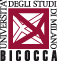 UNIVERSITÀ
DEGLI STUDI
DI MILANO
BICOCCA